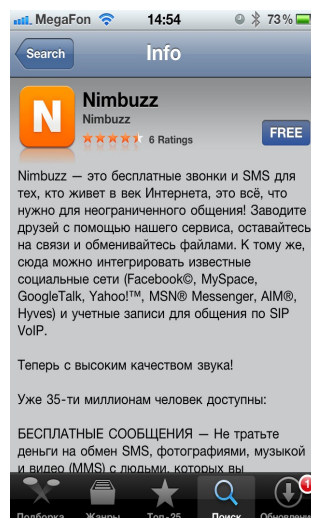 MegaFon 14:54 73%
Search Info
N
Nimbuzz
Nimbuzz
6 Ratings
FREE
Nimbuzz — это бесплатные звонки и SMS для
тех, кто живет в век Интернета, это всё, что
нужно для неограниченного общения! Заводите
друзей с помощью нашего сервиса, оставайтесь
на связи и обменивайтесь файлами. К тому же,
сюда можно интегрировать известные
социальные сети (Facebook©, MySpace,
GoogleTalk, Yahoo!™, MSN® Messenger, AIM®,
Hyves) и учетные записи для общения по SIP
VoIP.
Теперь с высоким качеством звука!
Уже 35-ти миллионам человек доступны:
БЕСПЛАТНЫЕ СООБЩЕНИЯ — Не тратьте
деньги на обмен SMS, фотографиями, музыкой
и видео (MMS) с людьми, которых вы
1
Подборка Жанры Топ-25 Поиск Обновлени